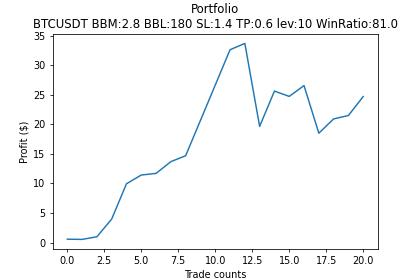 Portfolio
BTCUSDT BBM:2.8 BBL:180 SL:1.4 TP:0.6 lev:10 WinRatio:81.0
35
30
25
20
15
10
5
0
Profit ($)
0.0 2.5 5.0 7.5 10.0 12.5 15.0 17.5 20.0
Trade counts